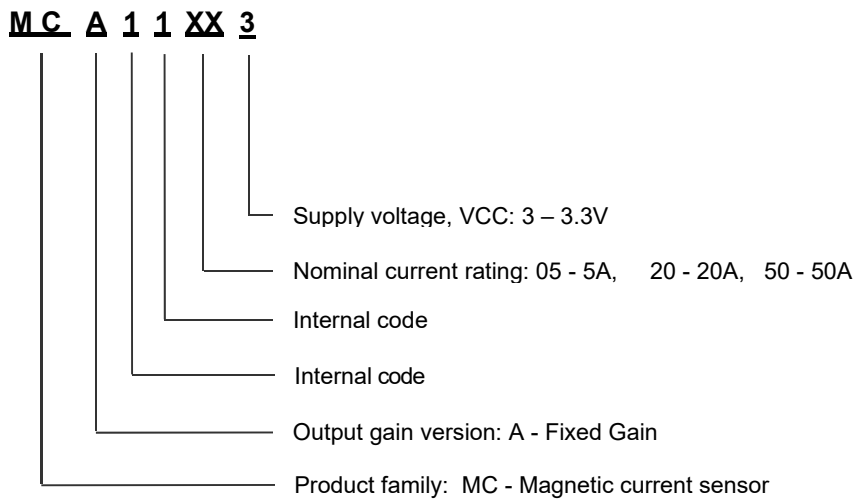 MC A 1 1 XX 3
Supply voltage, VCC: 3 – 3.3V
Nominal current rating: 05 - 5A, 20 - 20A, 50 - 50A
Internal code
Internal code
Output gain version: A - Fixed Gain
Product family: MC - Magnetic current sensor